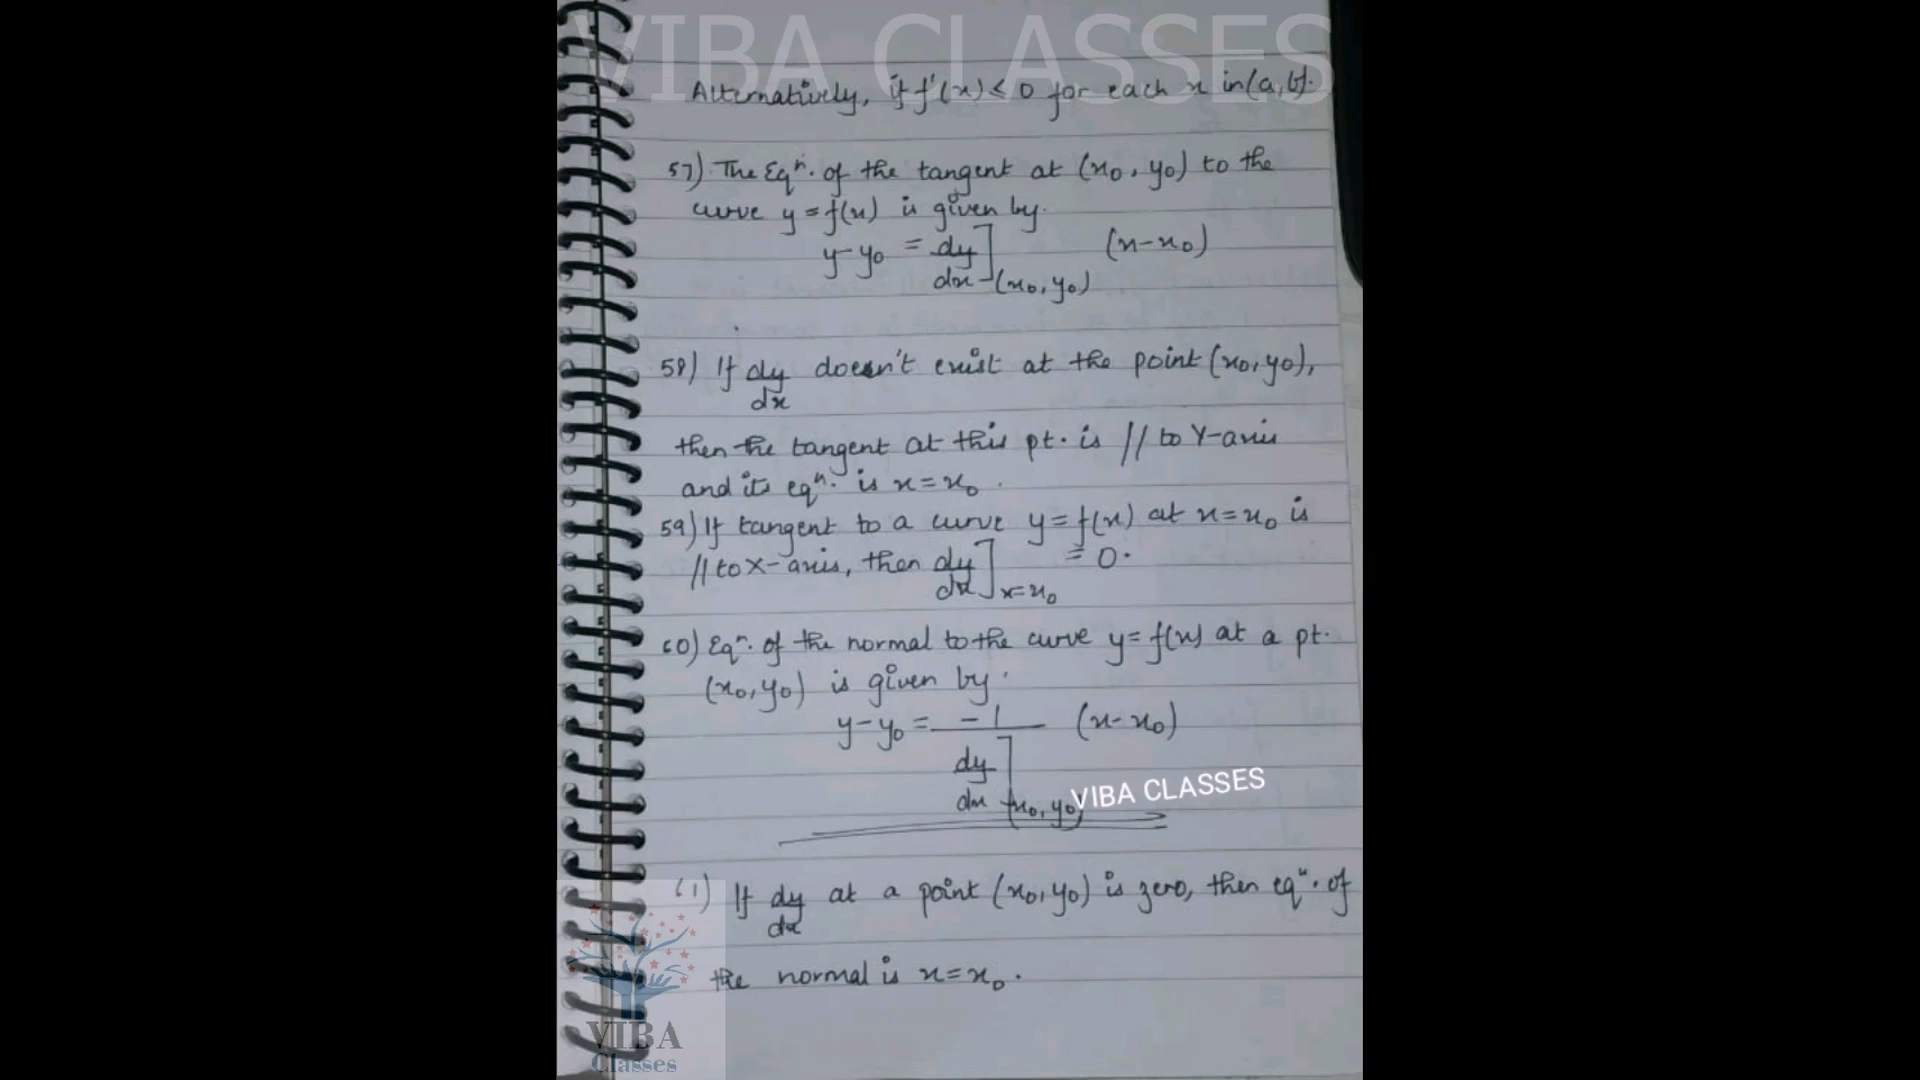 VIBA CLASSES
Alternatively, if f'(x) ≤ 0 for each x in (a, b).
57) The Eqⁿ. of the tangent at (x₀, y₀) to the
curve y = f(x) is given by.
y-y₀ = dy/dx](x₀, y₀) (x-x₀)
58) If dy/dx doesn't exist at the point (x₀, y₀),
then the tangent at this pt. is // to Y-axis
and its eqⁿ. is x = x₀.
59) If tangent to a curve y = f(x) at x = x₀ is
// to X-axis, then dy/dx]x=x₀ = 0.
60) Eqⁿ. of the normal to the curve y = f(x) at a pt.
(x₀, y₀) is given by.
y-y₀ = -1/dy/dx](x₀, y₀) (x-x₀)
VIBA CLASSES
61) If dy/dx at a point (x₀, y₀) is zero, then eqⁿ. of
the normal is x = x₀.
VIBA
Classes